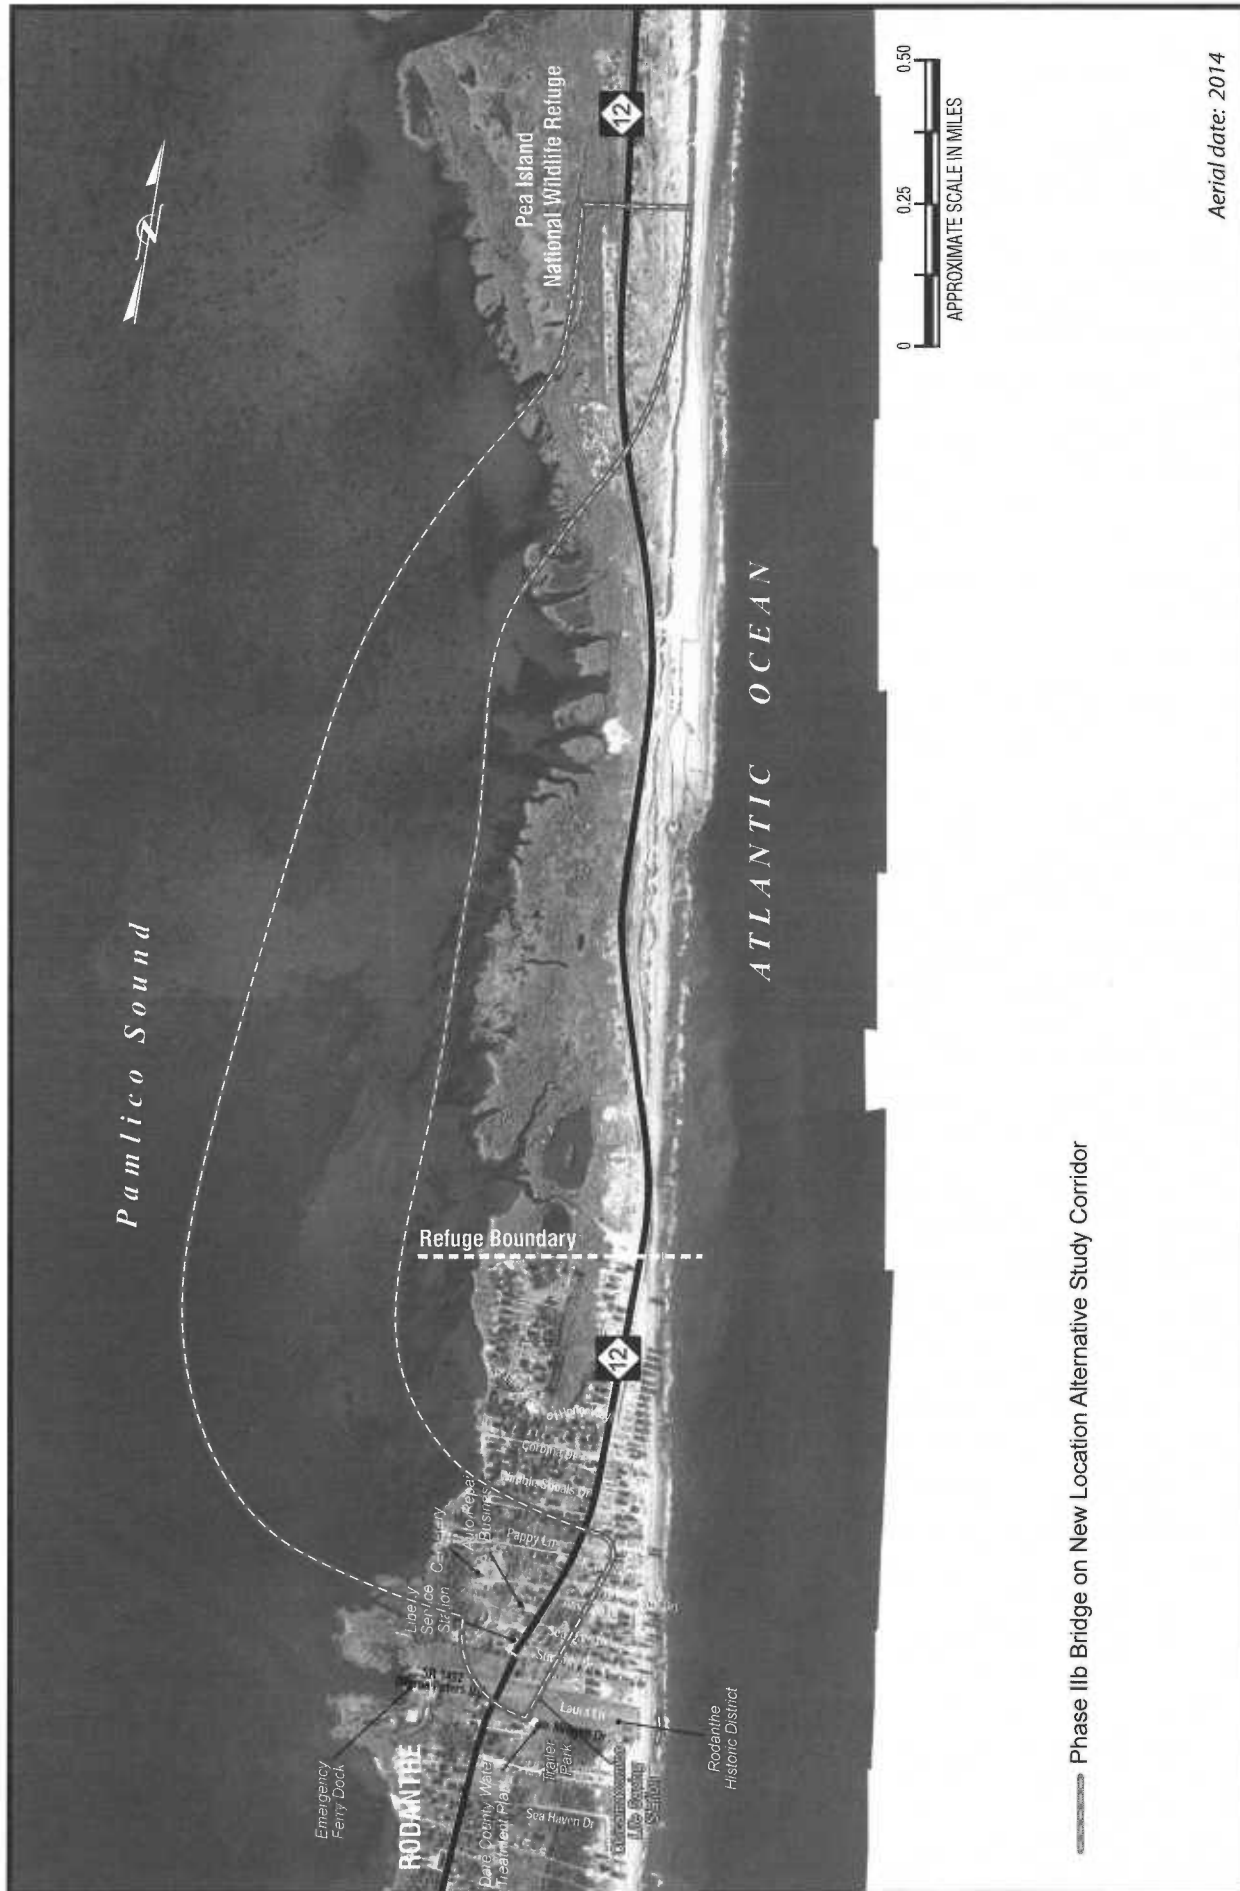 Pamlico Sound
Pea Island
National Wildlife Refuge
12
ATLANTIC OCEAN
Refuge Boundary
12
Corbina Dr
Pappy Ln
Auto Repair
Business
Cemetery
Liberty
Service
Station
SR 1492
Laura Ln
Trailer
Park
Sea Haven Dr
Dare County Water
Treatment Plant
RODANTHE
Emergency
Ferry Dock
Rodanthe
Historic District
0 0.25 0.50
APPROXIMATE SCALE IN MILES
Aerial date: 2014
Phase IIb Bridge on New Location Alternative Study Corridor